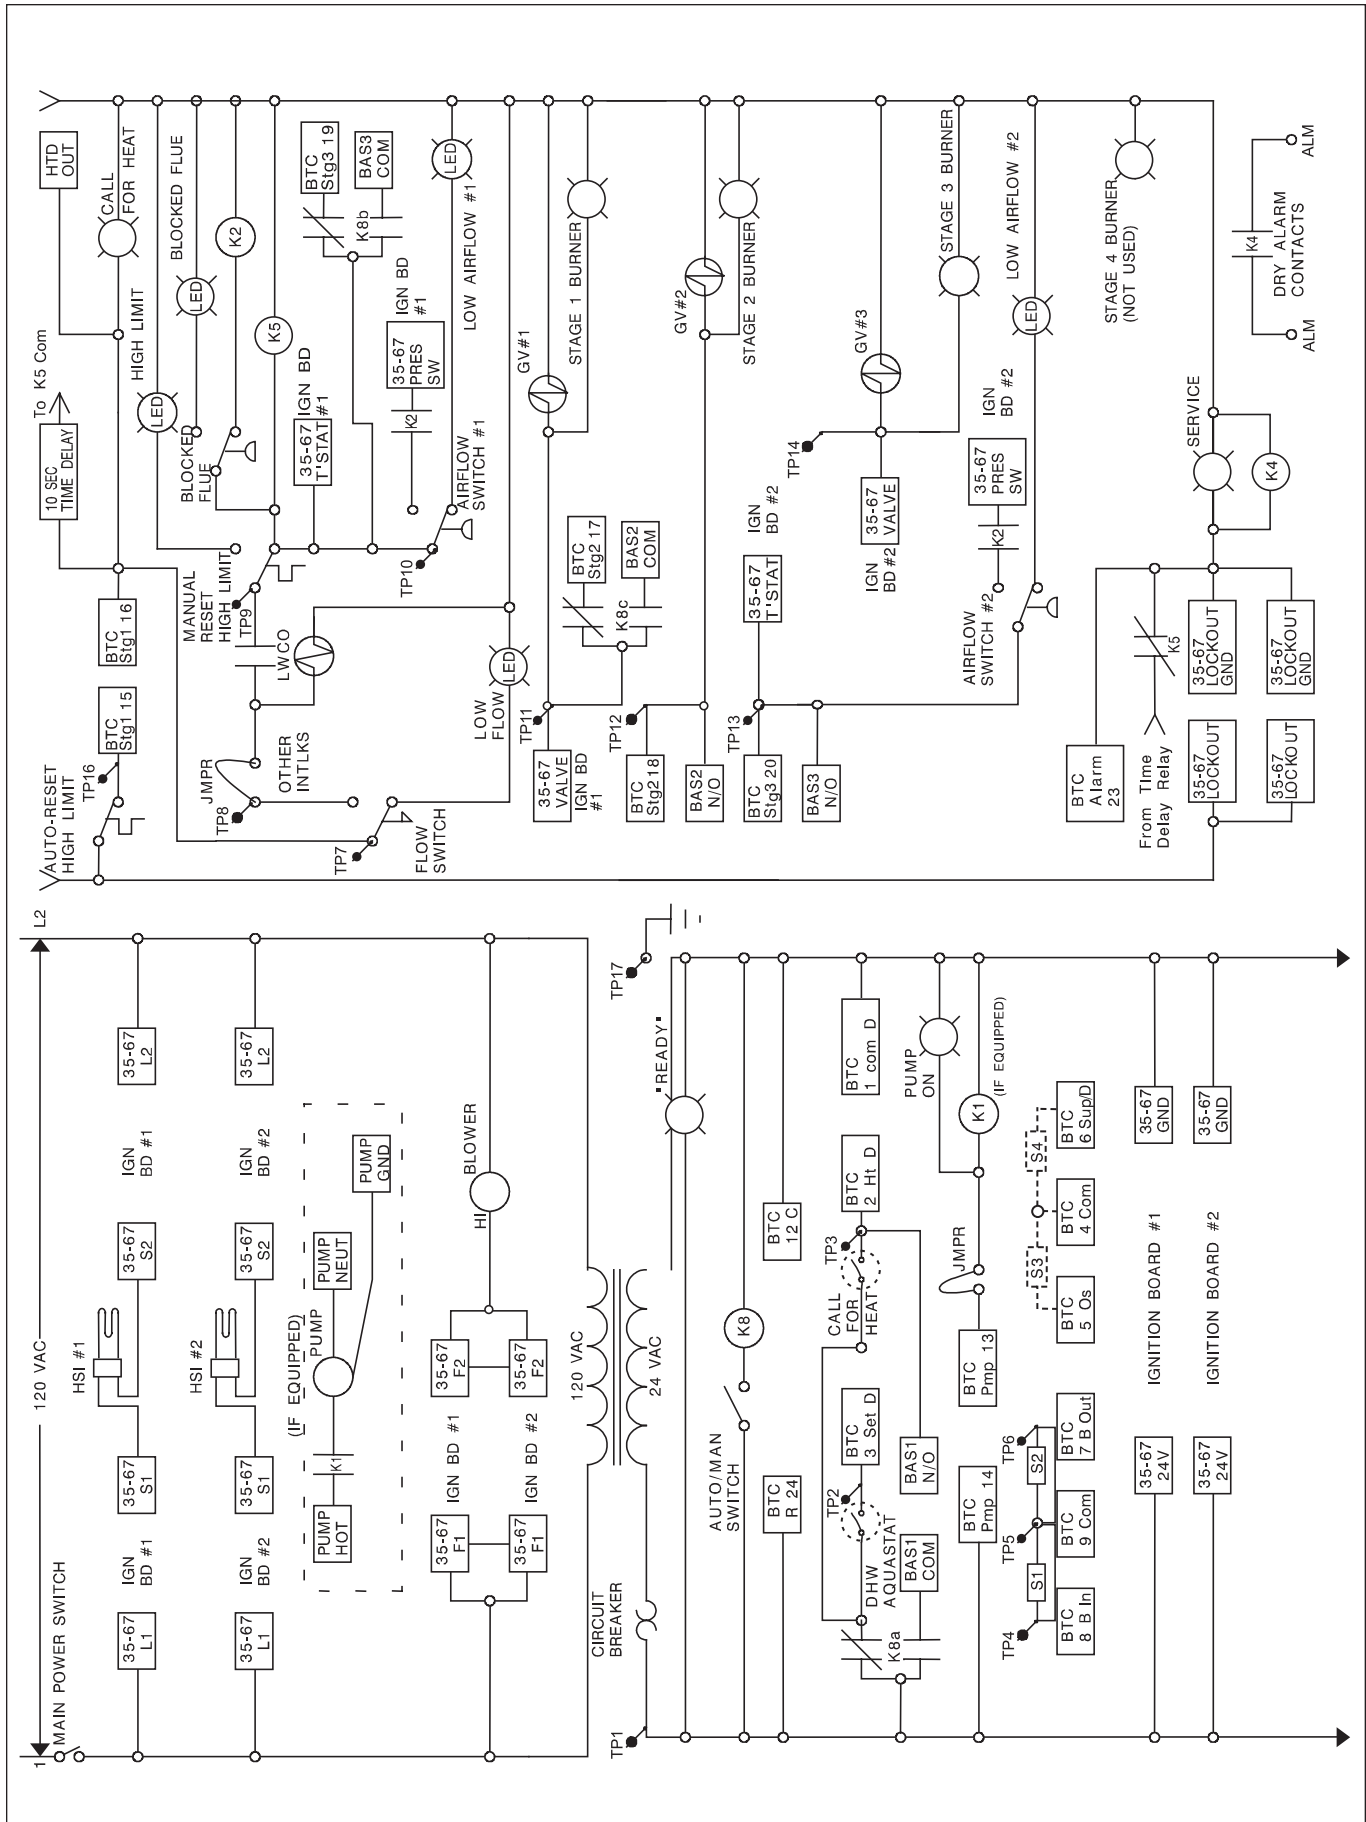 120 VAC
1
L2
MAIN POWER SWITCH
35-67
L1
IGN
BD #1
35-67
S1
HSI #1
35-67
S2
IGN
BD #1
35-67
L2
35-67
L1
IGN
BD #2
35-67
S1
HSI #2
35-67
S2
IGN
BD #2
35-67
L2
(IF EQUIPPED)
PUMP
HOT
K1
PUMP
PUMP
NEUT
PUMP
GND
35-67
F1
IGN BD #1
35-67
F2
HI
BLOWER
35-67
F1
IGN BD #2
35-67
F2
120 VAC
24 VAC
CIRCUIT
BREAKER
TP1
TP17
"READY"
AUTO/MAN
SWITCH
K8
BTC
R 24
BTC
12 C
K8a
DHW
AQUASTAT
TP2
BTC
3 Set D
CALL
FOR
HEAT
TP3
BTC
2 Ht D
BTC
1 com D
BAS1
COM
BAS1
N/O
PUMP
ON
BTC
Pmp 14
BTC
Pmp 13
JMPR
K1
(IF EQUIPPED)
TP4
S1
TP5
S2
TP6
S3
S4
BTC
8 B In
BTC
9 Com
BTC
7 B Out
BTC
5 Os
BTC
4 Com
BTC
6 Sup/D
35-67
24V
IGNITION BOARD #1
35-67
GND
35-67
24V
IGNITION BOARD #2
35-67
GND
10 SEC
TIME DELAY
To K5 Com
HTD
OUT
AUTO-RESET
HIGH LIMIT
TP16
BTC
Stg1 15
BTC
Stg1 16
CALL
FOR HEAT
HIGH LIMIT
LED
BLOCKED FLUE
LED
BLOCKED
FLUE
K2
MANUAL
RESET
HIGH LIMIT
TP9
K5
TP8
JMPR
OTHER
INTLKS
LWCO
35-67
T'STAT
IGN BD
#1
BTC
Stg3 19
K8b
BAS3
COM
TP7
FLOW
SWITCH
TP10
K2
35-67
PRES
SW
IGN BD
#1
AIRFLOW
SWITCH #1
LED
LOW AIRFLOW #1
LOW
FLOW
LED
TP11
35-67
VALVE
IGN BD
#1
GV#1
STAGE 1 BURNER
BTC
Stg2 17
K8c
BAS2
COM
TP12
BTC
Stg2 18
BAS2
N/O
GV#2
STAGE 2 BURNER
TP13
BTC
Stg3 20
35-67
T'STAT
IGN
BD #2
BAS3
N/O
TP14
35-67
VALVE
IGN
BD #2
GV#3
STAGE 3 BURNER
AIRFLOW
SWITCH #2
K2
35-67
PRES
SW
IGN
BD #2
LED
LOW AIRFLOW #2
STAGE 4 BURNER
(NOT USED)
BTC
Alarm
23
From Time
Delay Relay
K5
35-67
LOCKOUT
35-67
LOCKOUT
GND
35-67
LOCKOUT
35-67
LOCKOUT
GND
SERVICE
K4
ALM
K4
ALM
DRY ALARM
CONTACTS